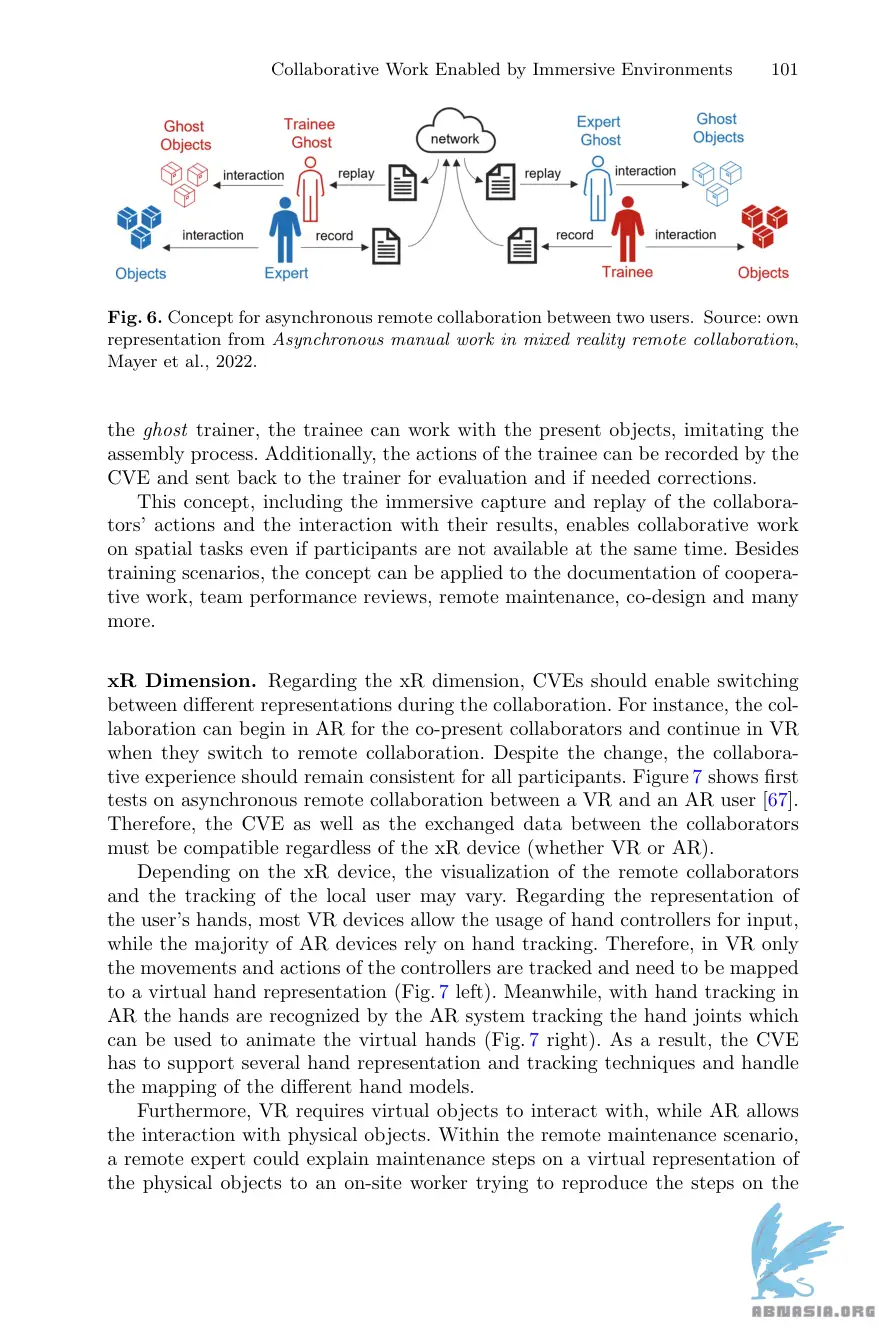 Collaborative Work Enabled by Immersive Environments 101
Ghost Objects
Trainee Ghost
network
Expert Ghost
Ghost Objects
interaction
replay
replay
interaction
interaction
record
record
interaction
Objects
Expert
Trainee
Objects
Fig. 6. Concept for asynchronous remote collaboration between two users. Source: own
representation from Asynchronous manual work in mixed reality remote collaboration,
Mayer et al., 2022.
the ghost trainer, the trainee can work with the present objects, imitating the
assembly process. Additionally, the actions of the trainee can be recorded by the
CVE and sent back to the trainer for evaluation and if needed corrections.
This concept, including the immersive capture and replay of the collabora-
tors' actions and the interaction with their results, enables collaborative work
on spatial tasks even if participants are not available at the same time. Besides
training scenarios, the concept can be applied to the documentation of coopera-
tive work, team performance reviews, remote maintenance, co-design and many
more.
xR Dimension. Regarding the xR dimension, CVEs should enable switching
between different representations during the collaboration. For instance, the col-
laboration can begin in AR for the co-present collaborators and continue in VR
when they switch to remote collaboration. Despite the change, the collabora-
tive experience should remain consistent for all participants. Figure 7 shows first
tests on asynchronous remote collaboration between a VR and an AR user [67].
Therefore, the CVE as well as the exchanged data between the collaborators
must be compatible regardless of the xR device (whether VR or AR).
Depending on the xR device, the visualization of the remote collaborators
and the tracking of the local user may vary. Regarding the representation of
the user's hands, most VR devices allow the usage of hand controllers for input,
while the majority of AR devices rely on hand tracking. Therefore, in VR only
the movements and actions of the controllers are tracked and need to be mapped
to a virtual hand representation (Fig. 7 left). Meanwhile, with hand tracking in
AR the hands are recognized by the AR system tracking the hand joints which
can be used to animate the virtual hands (Fig. 7 right). As a result, the CVE
has to support several hand representation and tracking techniques and handle
the mapping of the different hand models.
Furthermore, VR requires virtual objects to interact with, while AR allows
the interaction with physical objects. Within the remote maintenance scenario,
a remote expert could explain maintenance steps on a virtual representation of
the physical objects to an on-site worker trying to reproduce the steps on the
ABNASIA.ORG